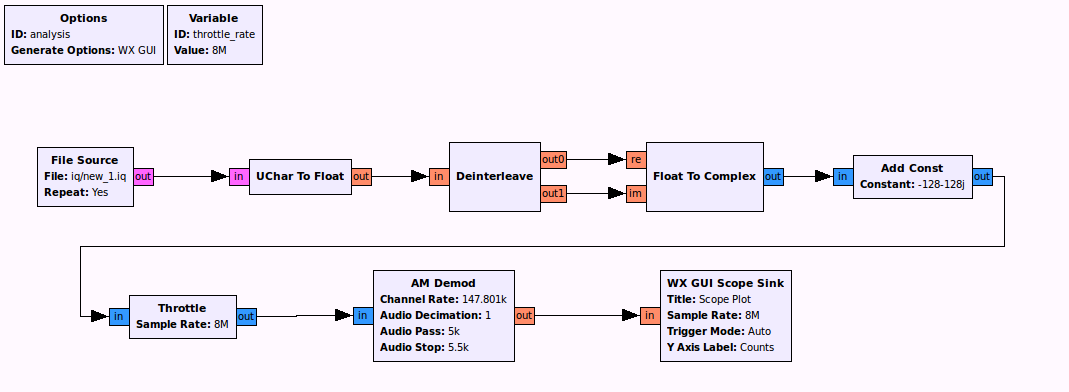 Options
ID: analysis
Generate Options: WX GUI
Variable
ID: throttle_rate
Value: 8M
File Source
File: iq/new_1.iq
Repeat: Yes
out
in
UChar To Float
out
in
Deinterleave
out0
out1
re
im
Float To Complex
out
in
Add Const
Constant: -128-128j
out
in
Throttle
Sample Rate: 8M
out
in
AM Demod
Channel Rate: 147.801k
Audio Decimation: 1
Audio Pass: 5k
Audio Stop: 5.5k
out
in
WX GUI Scope Sink
Title: Scope Plot
Sample Rate: 8M
Trigger Mode: Auto
Y Axis Label: Counts